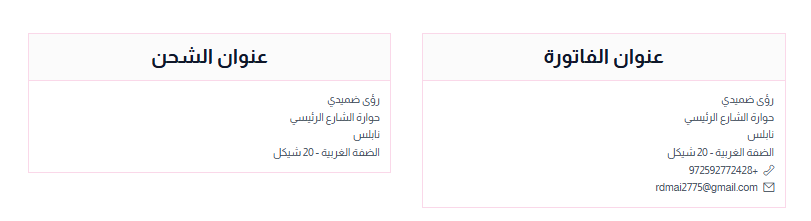 عنوان الفاتورة
رؤى ضميدي
حوارة الشارع الرئيسي
نابلس
الضفة الغربية - 20 شيكل
+972592772428
rdmai2775@gmail.com
عنوان الشحن
رؤى ضميدي
حوارة الشارع الرئيسي
نابلس
الضفة الغربية - 20 شيكل